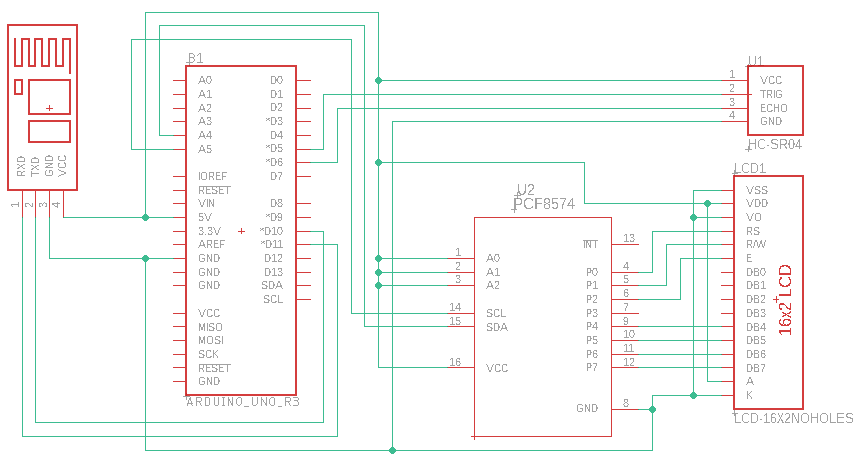 RXD
TXD
GND
VCC
1
2
3
4
B1
A0
A1
A2
A3
A4
A5
IOREF
RESET
VIN
5V
3.3V
AREF
GND
GND
GND
VCC
MISO
MOSI
SCK
RESET
GND
D0
D1
D2
*D3
D4
*D5
*D6
D7
D8
*D9
*D10
*D11
D12
D13
SDA
SCL
ARDUINO_UNO_R3
U2
PCF8574
1
2
3
14
15
16
A0
A1
A2
SCL
SDA
VCC
INT
P0
P1
P2
P3
P4
P5
P6
P7
GND
13
4
5
6
7
9
10
11
12
8
U1
1
2
3
4
VCC
TRIG
ECHO
GND
HC-SR04
LCD1
VSS
VDD
VO
RS
R/W
E
DB0
DB1
DB2
DB3
DB4
DB5
DB6
DB7
A
K
16x2 LCD
LCD-16X2NOHOLES